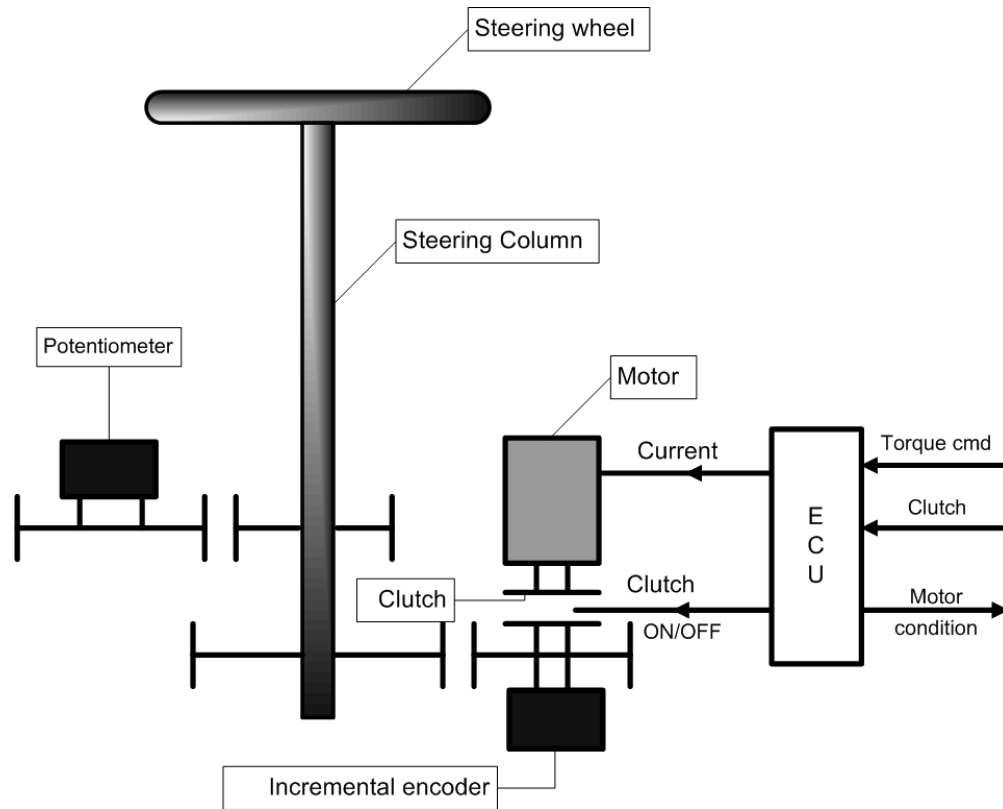 Steering wheel
Steering Column
Potentiometer
Motor
Current
Torque cmd
Clutch
E
C
U
Clutch
Clutch
ON/OFF
Motor
condition
Incremental encoder